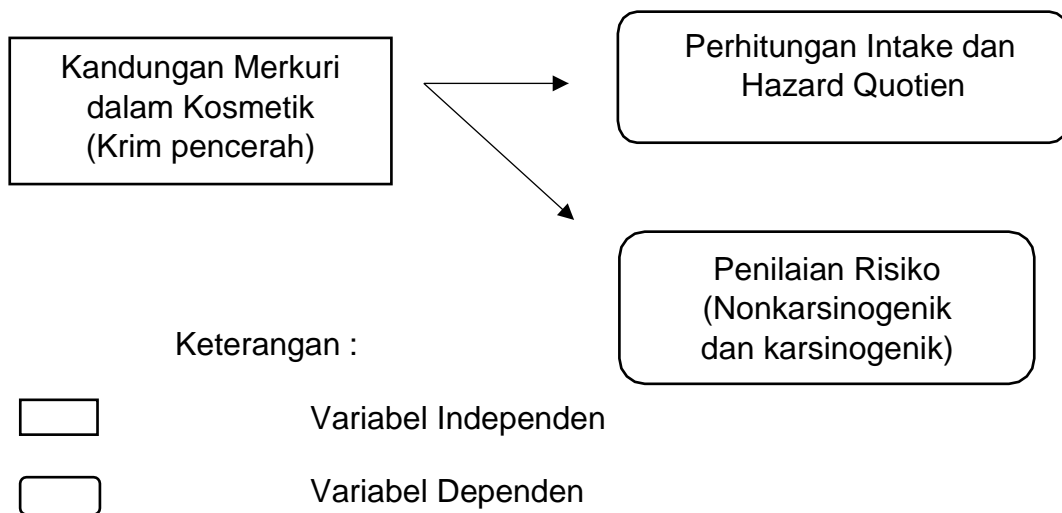 Kandungan Merkuri
dalam Kosmetik
(Krim pencerah)
Perhitungan Intake dan
Hazard Quotien
Penilaian Risiko
(Nonkarsinogenik
dan karsinogenik)
Keterangan :
Variabel Independen
Variabel Dependen